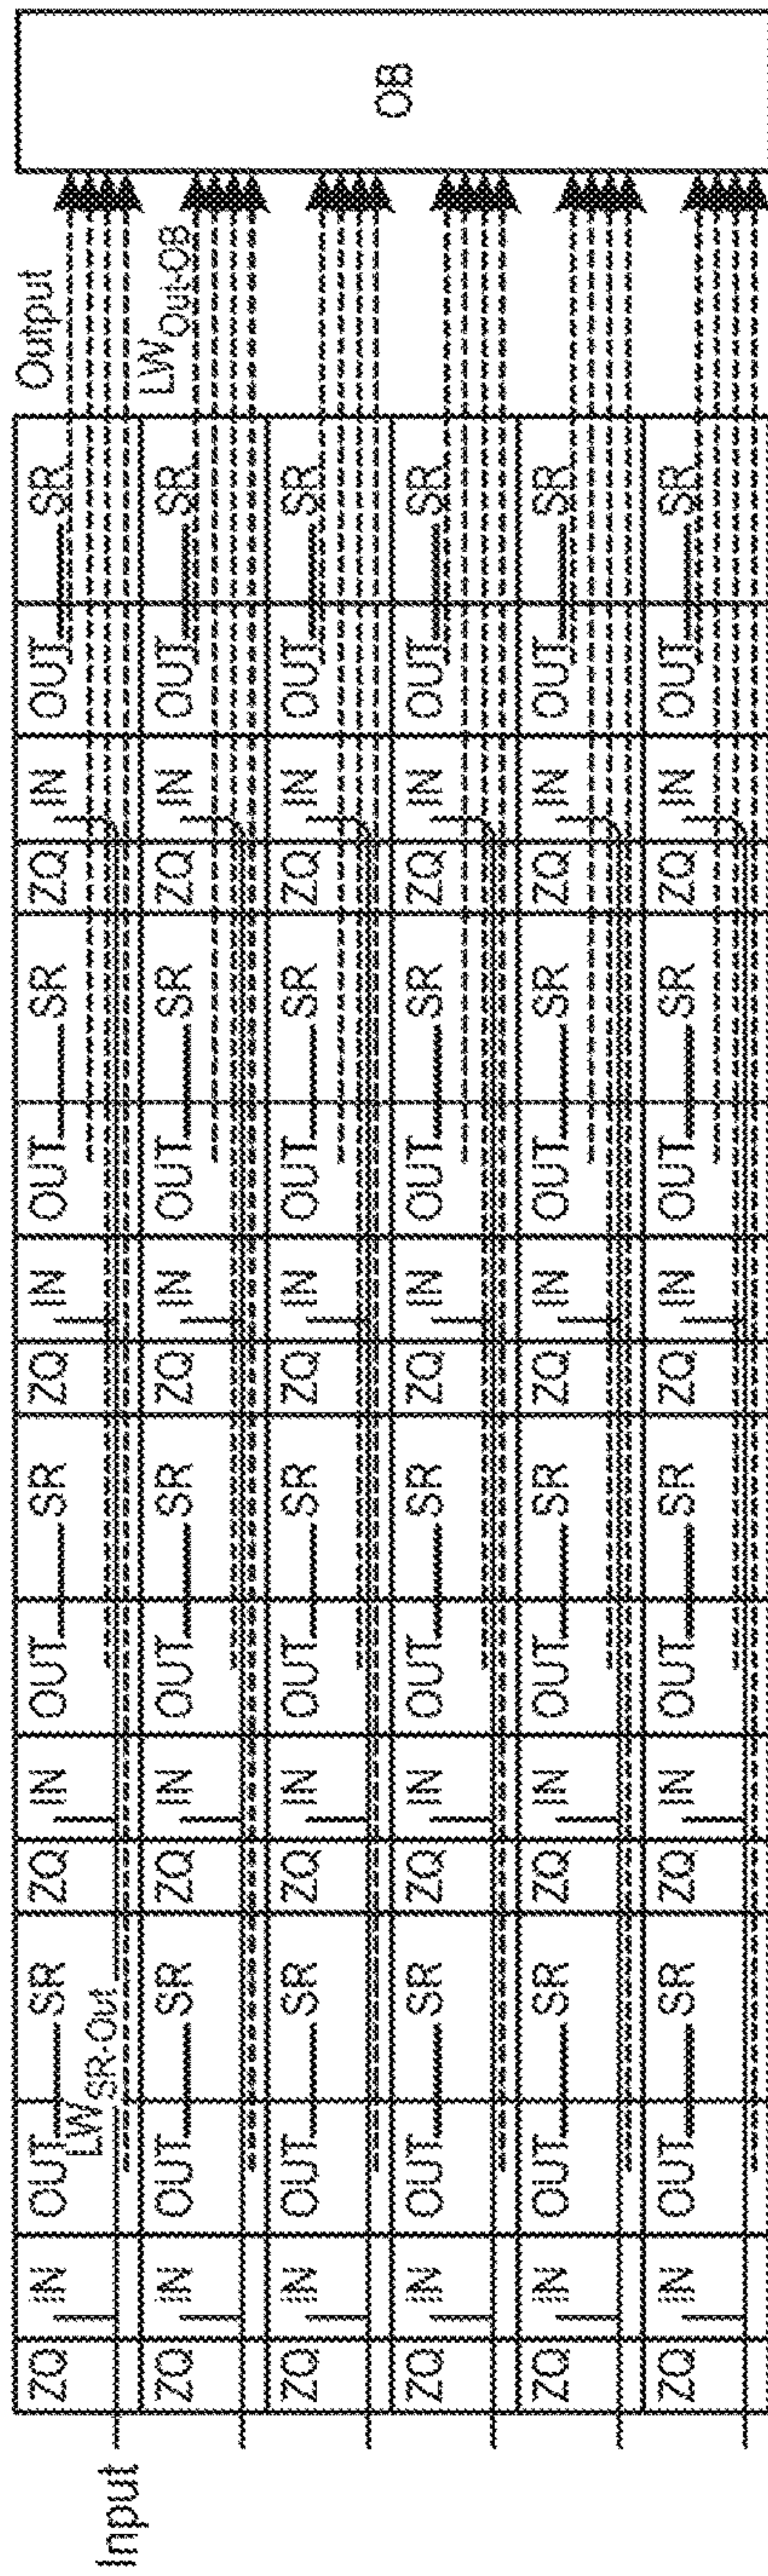 ZQ IN OUT SR ZQ IN OUT SR ZQ IN OUT SR ZQ IN OUT SR Output
LW SR-Out
Input
ZQ IN OUT SR ZQ IN OUT SR ZQ IN OUT SR ZQ IN OUT SR LW Out-OB
ZQ IN OUT SR ZQ IN OUT SR ZQ IN OUT SR ZQ IN OUT SR
OB
ZQ IN OUT SR ZQ IN OUT SR ZQ IN OUT SR ZQ IN OUT SR
ZQ IN OUT SR ZQ IN OUT SR ZQ IN OUT SR ZQ IN OUT SR
ZQ IN OUT SR ZQ IN OUT SR ZQ IN OUT SR ZQ IN OUT SR